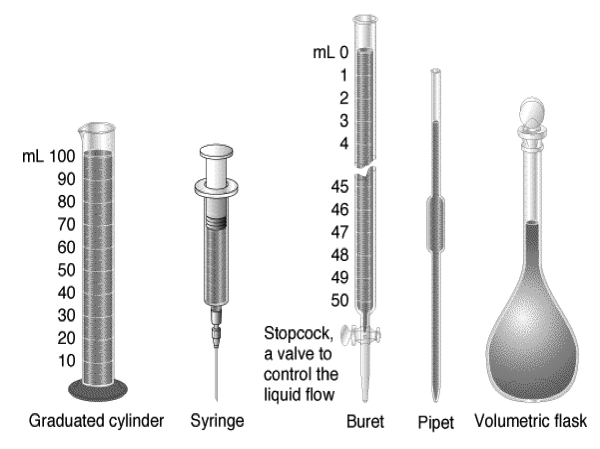 mL 100
90
80
70
60
50
40
30
20
10
Graduated cylinder
Syringe
mL 0
1
2
3
4
45
46
47
48
49
50
Stopcock,
a valve to
control the
liquid flow
Buret
Pipet
Volumetric flask